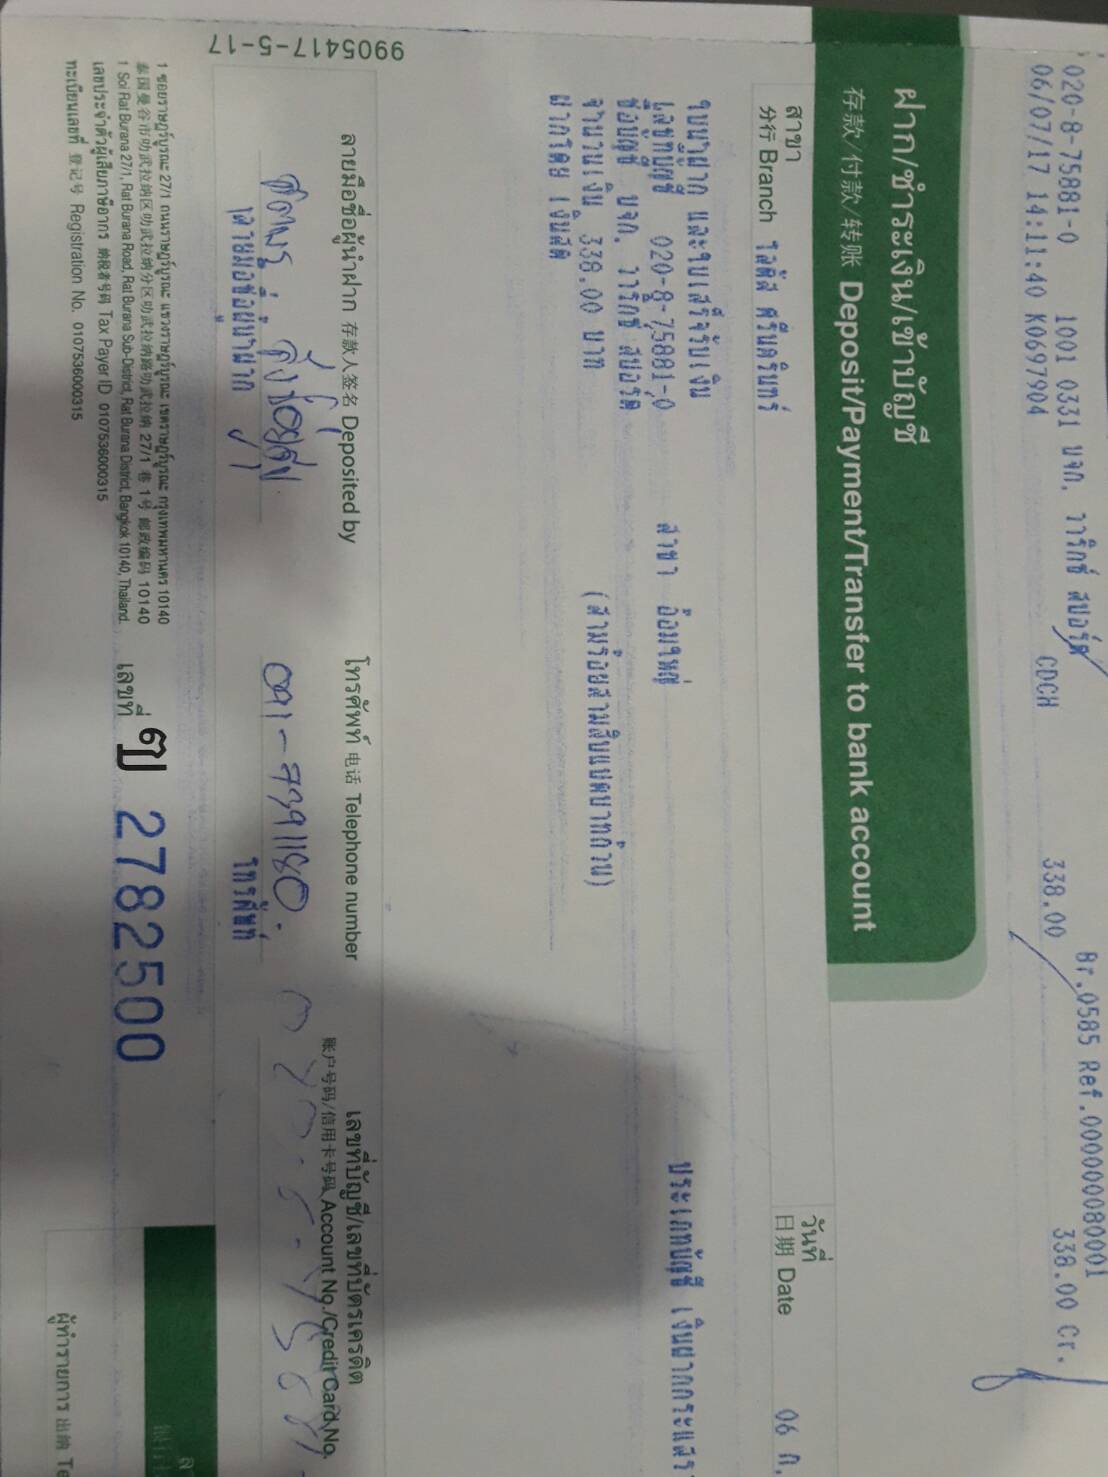 020-8-75881-0 1001 0331 บจก. วาริกซ์ สปอร์ต Br.0585 Ref.0000000080001
06/07/17 14:11:40 K0697904 CDCH 338.00 338.00 Cr.
ฝาก/ชำระเงิน/เข้าบัญชี
存款/付款/转账 Deposit/Payment/Transfer to bank account
สาขา วันที่
分行 Branch โลตัส ศรีนครินทร์ 日期 Date 06 ก.
ใบนำฝาก และใบเสร็จรับเงิน
เลขที่บัญชี 020-8-75881-0 สาขา อ้อมใหญ่ ประเภทบัญชี เงินฝากกระแสรา
ชื่อบัญชี บจก. วาริกซ์ สปอร์ต
จำนวนเงิน 338.00 บาท (สามร้อยสามสิบแปดบาทถ้วน)
ฝากโดย เงินสด
9905417-5-17
ลายมือชื่อผู้นำฝาก 存款人签名 Deposited by โทรศัพท์ 电话 Telephone number เลขที่บัญชี/เลขที่บัตรเครดิต
账户号码/信用卡号码 Account No./Credit Card No.
ลายมือชื่อผู้นำฝาก โทรศัพท์
1 ซอยราษฎร์บูรณะ 27/1 ถนนราษฎร์บูรณะ แขวงราษฎร์บูรณะ เขตราษฎร์บูรณะ กรุงเทพมหานคร 10140
泰国曼谷市叻武拉纳区叻武拉纳分区叻武拉纳路叻武拉纳 27/1 巷 1号 邮政编码 10140
1 Soi Rat Burana 27/1, Rat Burana Road, Rat Burana Sub-District, Rat Burana District, Bangkok 10140, Thailand.
เลขประจำตัวผู้เสียภาษีอากร 纳税者号码 Tax Payer ID 0107536000315
ทะเบียนเลขที่ 登记号 Registration No. 0107536000315
เลขที่ ศป 2782500
ผู้ทำรายการ 出纳 Te